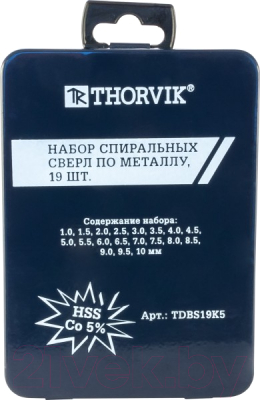 THORVIK®
НАБОР СПИРАЛЬНЫХ
СВЕРЛ ПО МЕТАЛЛУ,
19 ШТ.
Содержание набора:
1.0, 1.5, 2.0, 2.5, 3.0, 3.5, 4.0, 4.5,
5.0, 5.5, 6.0, 6.5, 7.0, 7.5, 8.0, 8.5,
9.0, 9.5, 10 мм
HSS
Co 5%
Арт.: TDBS19K5